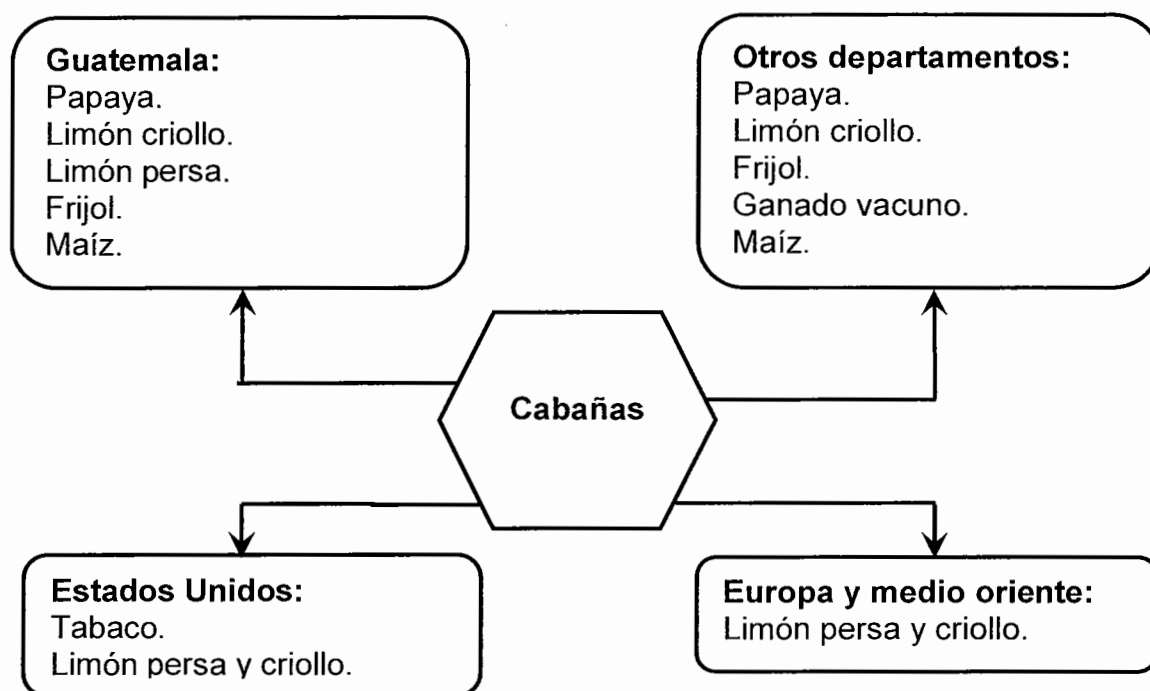 Guatemala:
Papaya.
Limón criollo.
Limón persa.
Frijol.
Maíz.
Otros departamentos:
Papaya.
Limón criollo.
Frijol.
Ganado vacuno.
Maíz.
Cabañas
Estados Unidos:
Tabaco.
Limón persa y criollo.
Europa y medio oriente:
Limón persa y criollo.